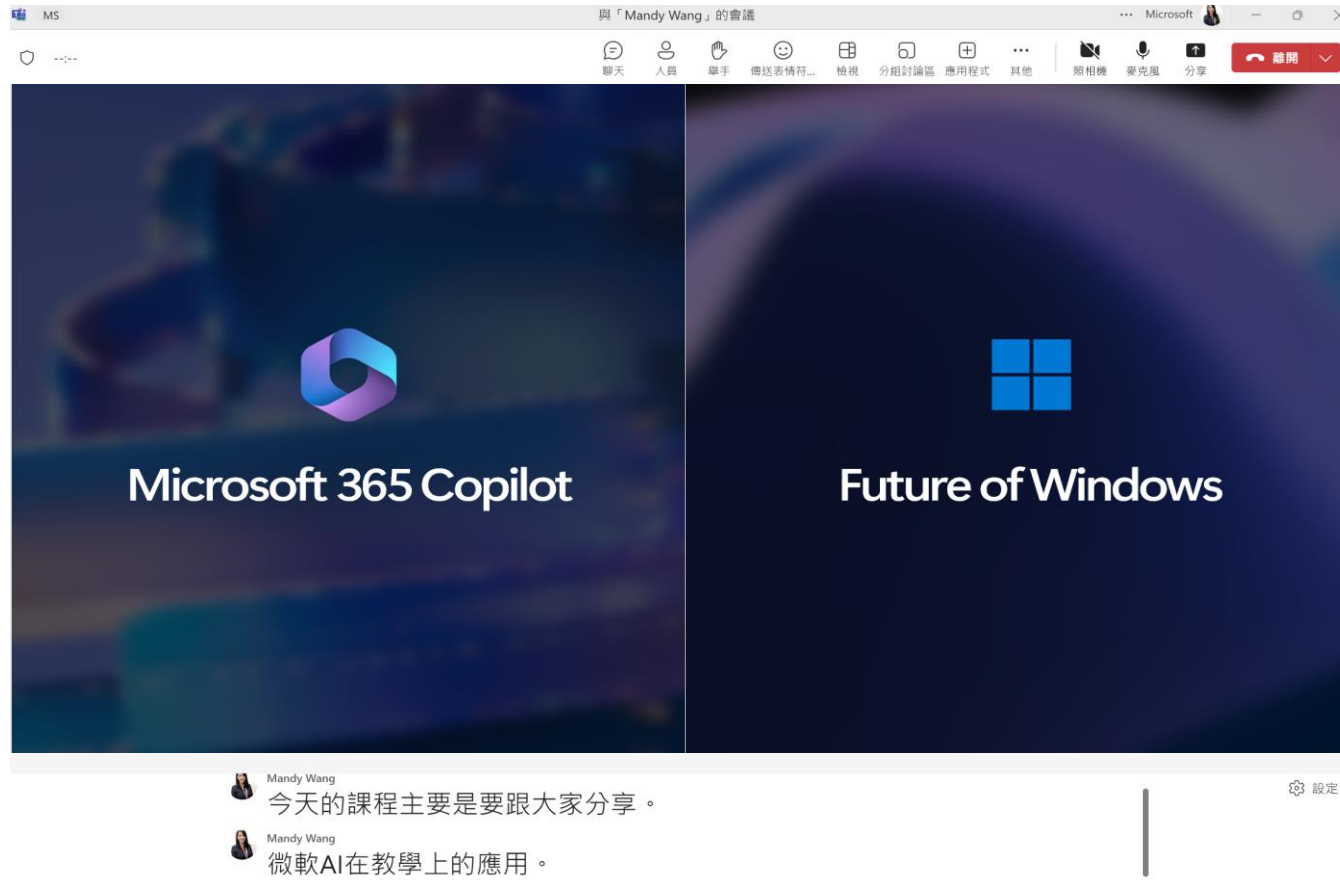 MS
與「Mandy Wang」的會議
Microsoft
--:--
聊天
人員
舉手
傳送表情符...
檢視
分組討論區
應用程式
其他
照相機
麥克風
分享
離開
Microsoft 365 Copilot
Future of Windows
Mandy Wang
今天的課程主要是要跟大家分享。
設定
Mandy Wang
微軟AI在教學上的應用。